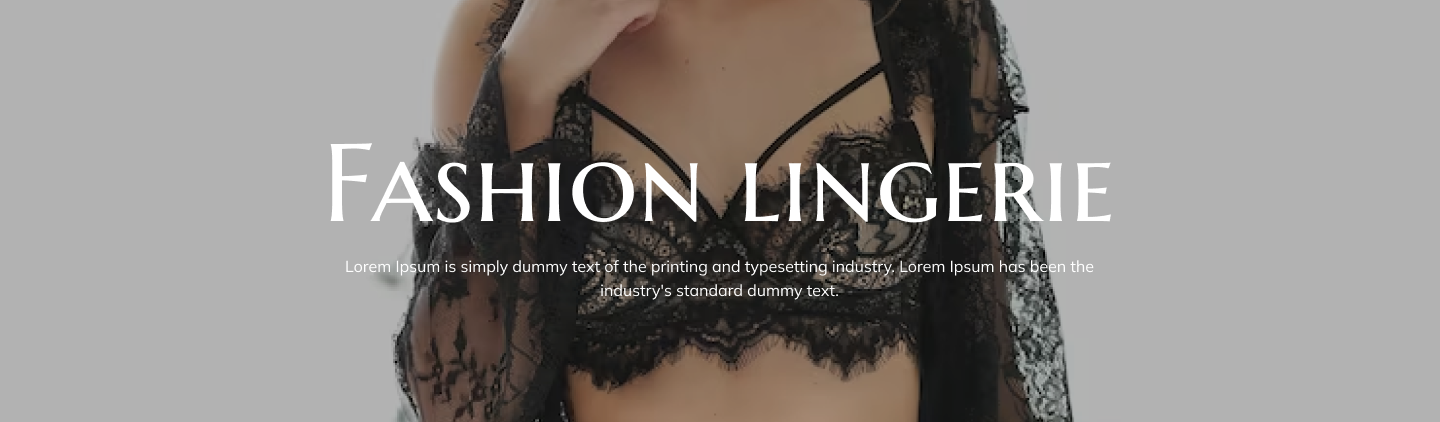 Fashion lingerie
Lorem Ipsum is simply dummy text of the printing and typesetting industry. Lorem Ipsum has been the
industry's standard dummy text.